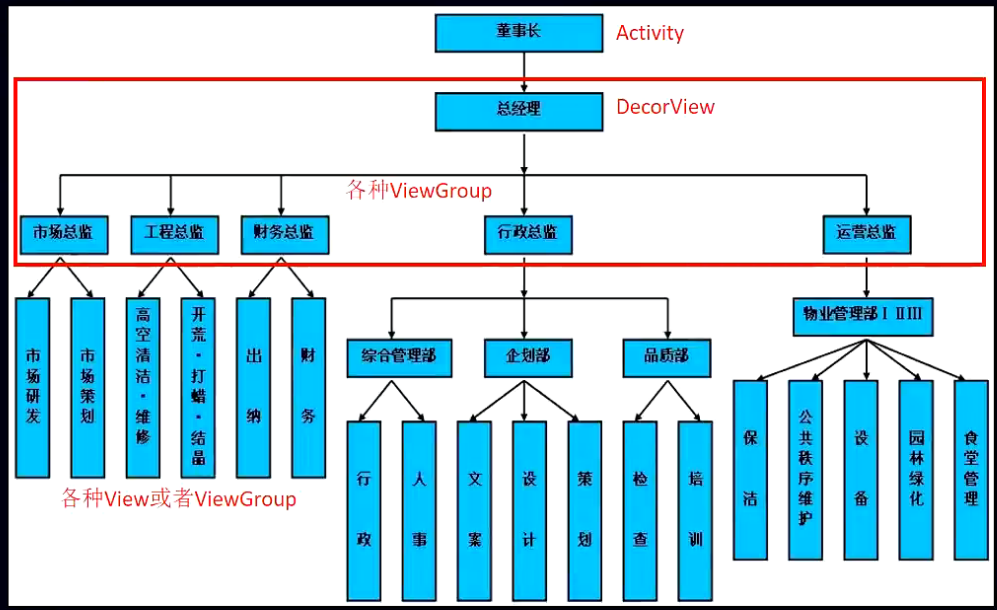 董事长
Activity
总经理
DecorView
各种ViewGroup
市场总监
工程总监
财务总监
行政总监
运营总监
物业管理部ⅠⅡⅢ
综合管理部
企划部
品质部
市场研发
市场策划
高空清洁·维修
开荒·打蜡·结晶
出纳
财务
行政
人事
文案
设计
策划
检查
培训
保洁
公共秩序维护
设备
园林绿化
食堂管理
各种View或者ViewGroup